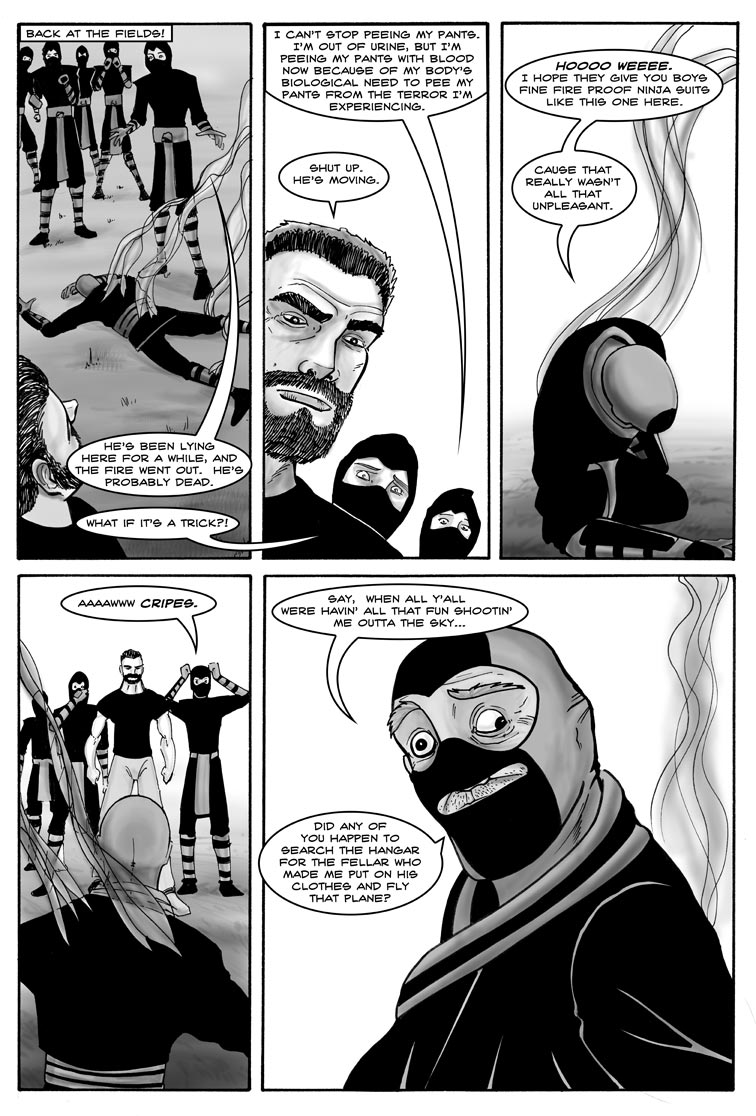 BACK AT THE FIELDS!
HE'S BEEN LYING
HERE FOR A WHILE, AND
THE FIRE WENT OUT. HE'S
PROBABLY DEAD.
WHAT IF IT'S A TRICK?!
I CAN'T STOP PEEING MY PANTS.
I'M OUT OF URINE, BUT I'M
PEEING MY PANTS WITH BLOOD
NOW BECAUSE OF MY BODY'S
BIOLOGICAL NEED TO PEE MY
PANTS FROM THE TERROR I'M
EXPERIENCING.
SHUT UP.
HE'S MOVING.
HOOOO WEEEE.
I HOPE THEY GIVE YOU BOYS
FINE FIRE PROOF NINJA SUITS
LIKE THIS ONE HERE.
CAUSE THAT
REALLY WASN'T
ALL THAT
UNPLEASANT.
AAAAWWW CRIPES.
SAY, WHEN ALL Y'ALL
WERE HAVIN' ALL THAT FUN SHOOTIN'
ME OUTTA THE SKY...
DID ANY OF
YOU HAPPEN TO
SEARCH THE HANGAR
FOR THE FELLAR WHO
MADE ME PUT ON HIS
CLOTHES AND FLY
THAT PLANE?